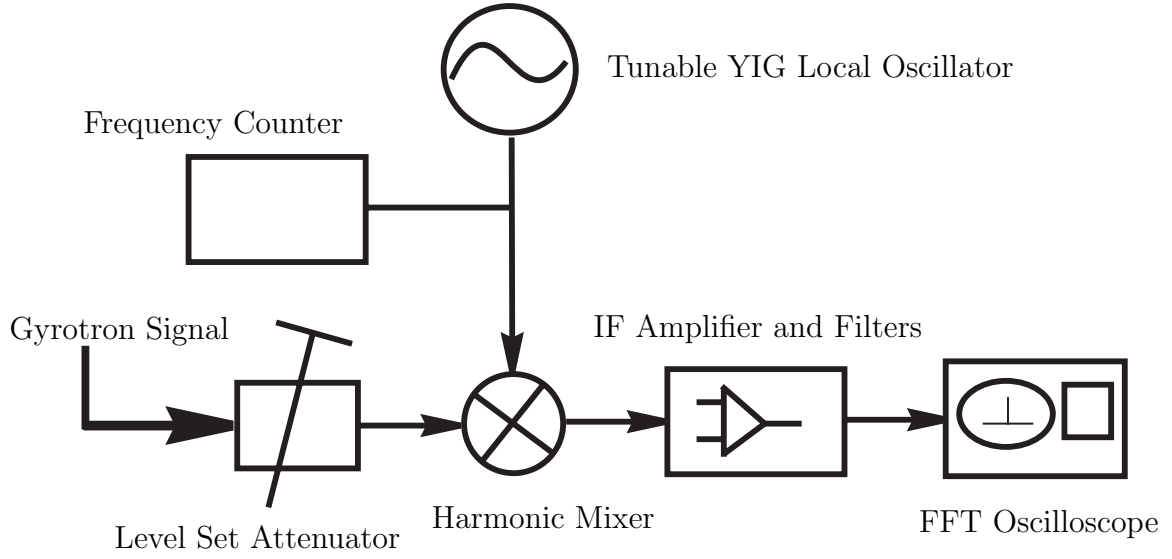 Tunable YIG Local Oscillator
Frequency Counter
Gyrotron Signal
IF Amplifier and Filters
Level Set Attenuator
Harmonic Mixer
FFT Oscilloscope